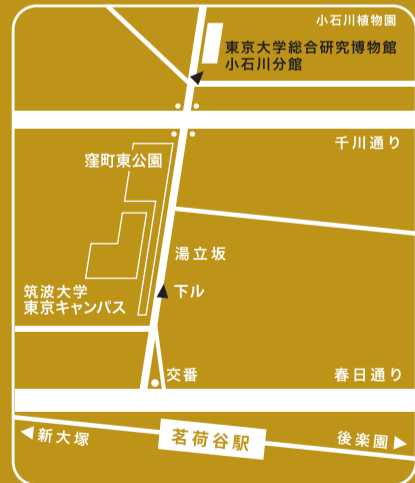 小石川植物園
東京大学総合研究博物館
小石川分館
千川通り
窪町東公園
湯立坂
下ル
筑波大学
東京キャンパス
交番
春日通り
新大塚
茗荷谷駅
後楽園